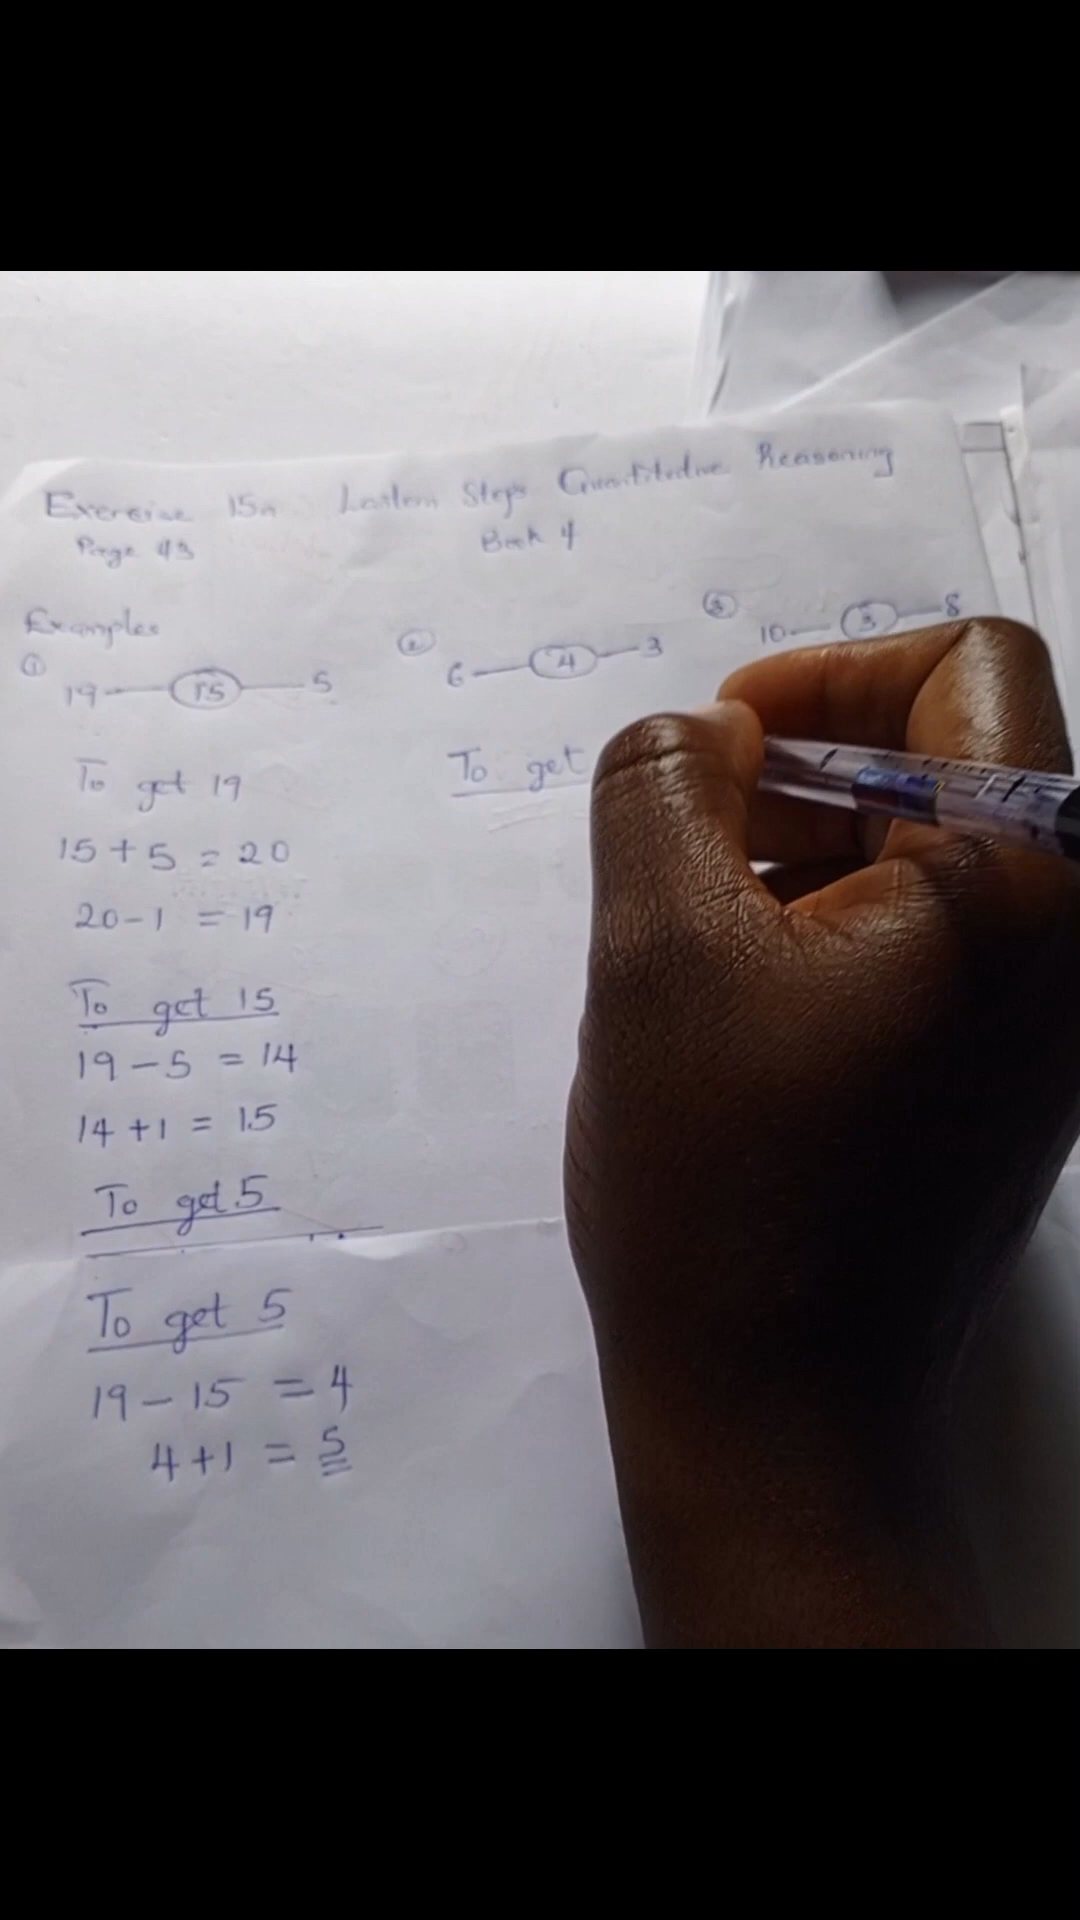 Exercise 15a Lantern Steps Quantitative Reasoning
Page 43 Book 4
Examples
① 19 15 5
② 6 4 3
③ 10 3 8
To get 19
15 + 5 = 20
20 - 1 = 19
To get 15
19 - 5 = 14
14 + 1 = 15
To get 5
To get 5
19 - 15 = 4
4 + 1 = 5
To get